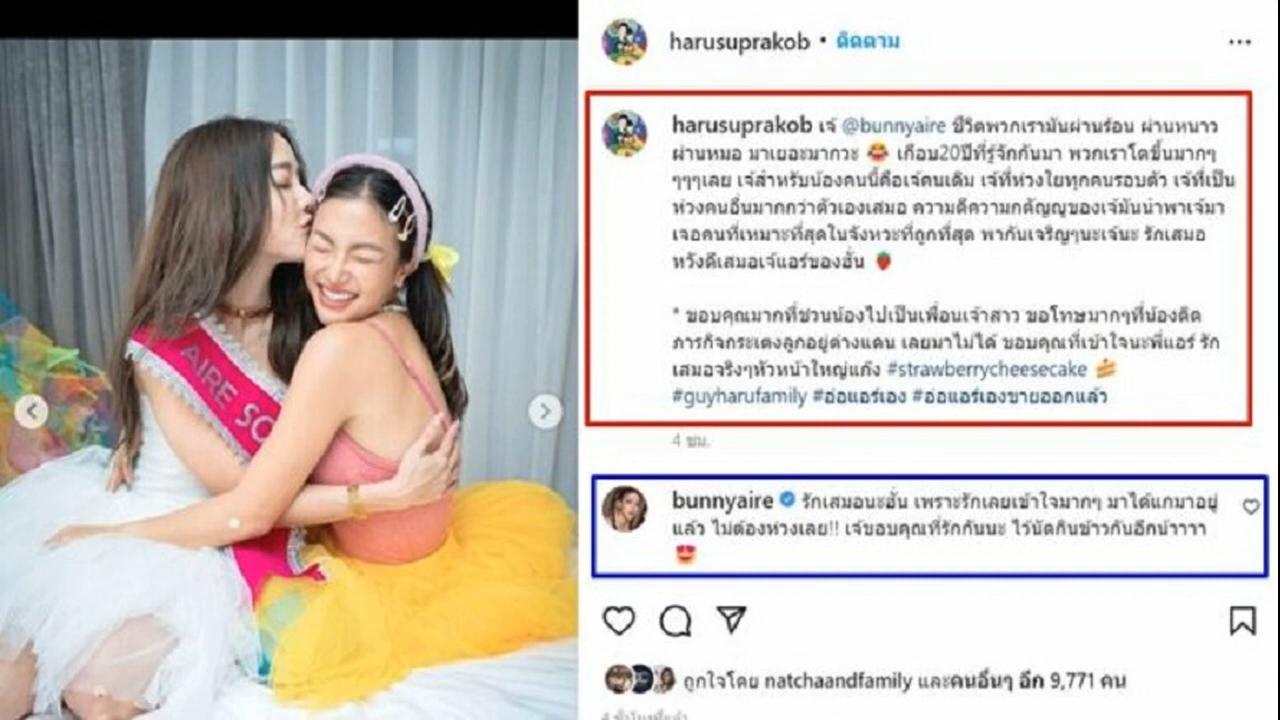 AIRE SO
harusuprakob • ติดตาม
harusuprakob เจ้ @bunnyaire ชีวิตพวกเรามันผ่านร้อน ผ่านหนาว
ผ่านหมอ มาเยอะมากวะ 😂 เกือบ20ปีที่รู้จักกันมา พวกเราโตขึ้นมากๆ
ๆๆๆเลย เจ้สำหรับน้องคนนี้คือเจ้คนเดิม เจ้ที่ห่วงใยทุกคนรอบตัว เจ้ที่เป็น
ห่วงคนอื่นมากกว่าตัวเองเสมอ ความดีความกตัญญูของเจ้มันนำพาเจ้มา
เจอคนที่เหมาะที่สุดในจังหวะที่ถูกที่สุด พากันเจริญๆนะเจ้นะ รักเสมอ
หวังดีเสมอเจ้แอร์ของฮั่น 🍓
* ขอบคุณมากที่ชวนน้องไปเป็นเพื่อนเจ้าสาว ขอโทษมากๆที่น้องติด
ภารกิจกระเตงลูกอยู่ต่างแดน เลยมาไม่ได้ ขอบคุณที่เข้าใจนะพี่แอร์ รัก
เสมอจริงๆหัวหน้าใหญ่แก๊ง #strawberrycheesecake 🍰
#guyharufamily #อ๋อแอร์เอง #อ๋อแอร์เองขายออกแล้ว
4 ชม.
bunnyaire รักเสมอนะฮั่น เพราะรักเลยเข้าใจมากๆ มาได้แกมาอยู่
แล้ว ไม่ต้องห่วงเลย!! เจ้ขอบคุณที่รักกันนะ ไว้นัดกินข้าวกันอีกน้าาาา
😍
ถูกใจโดย natchaandfamily และคนอื่นๆ อีก 9,771 คน
4 ชั่วโมงที่แล้ว